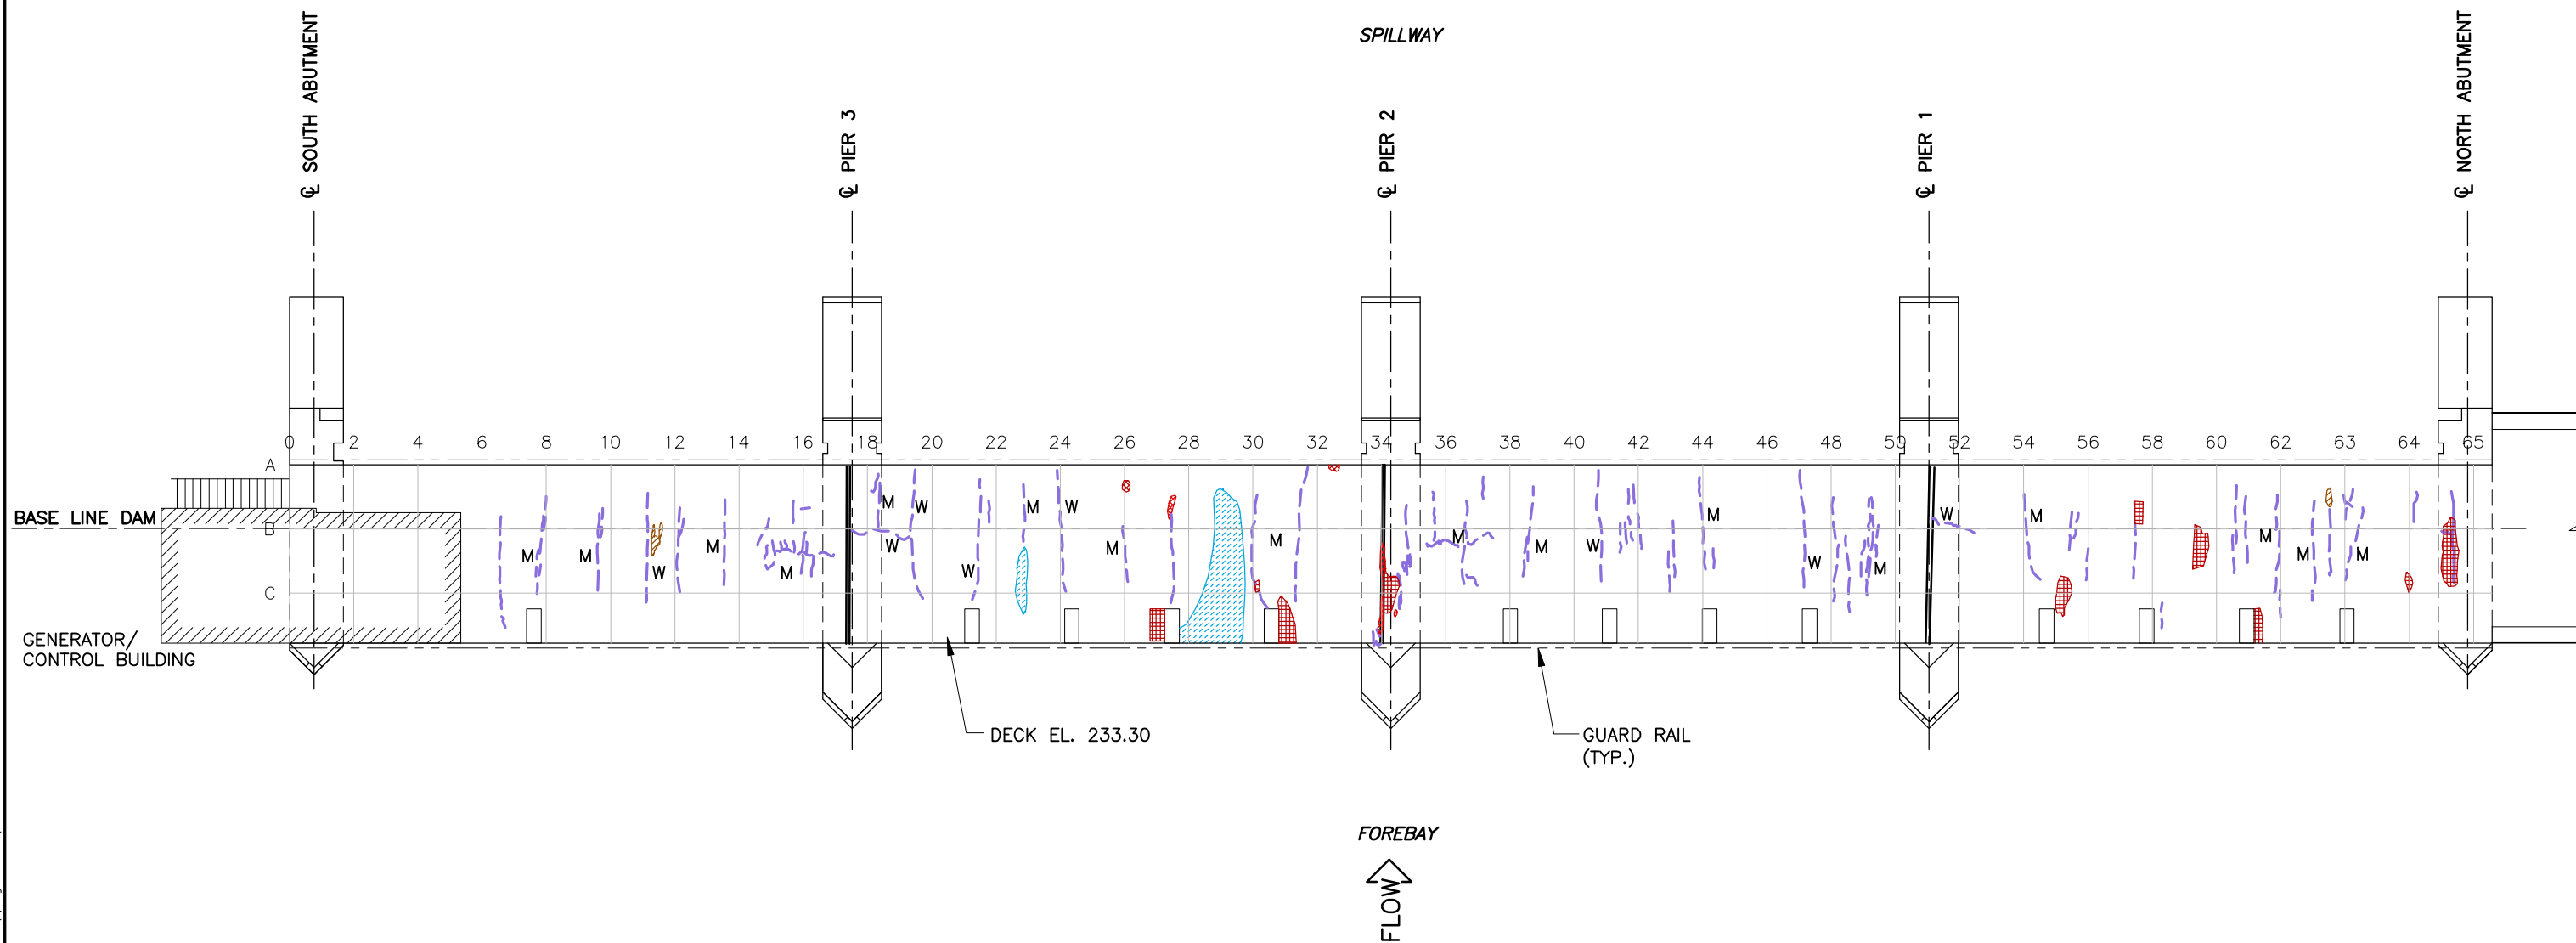 SPILLWAY
℄ SOUTH ABUTMENT
℄ PIER 3
℄ PIER 2
℄ PIER 1
℄ NORTH ABUTMENT
0 2 4 6 8 10 12 14 16 18 20 22 24 26 28 30 32 34 36 38 40 42 44 46 48 50 52 54 56 58 60 62 63 64 65
A
M W M W M M W M
BASE LINE DAM
B
M M M W M W M M M W M M M M
W M W W M
C
GENERATOR/
CONTROL BUILDING
DECK EL. 233.30
GUARD RAIL
(TYP.)
FOREBAY
FLOW